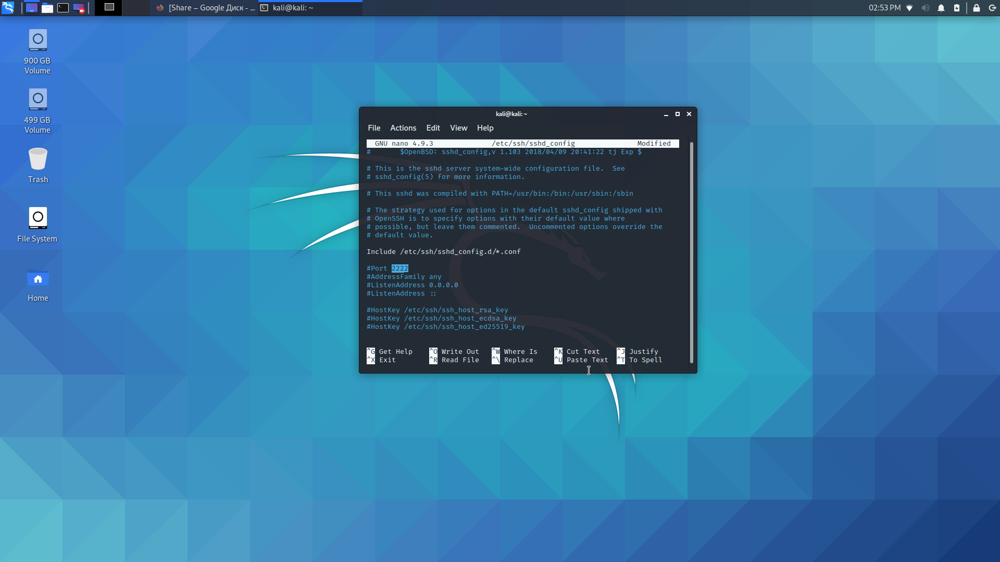 [Share – Google Диск - ...
kali@kali: ~
02:53 PM
900 GB
Volume
499 GB
Volume
Trash
File System
Home
kali@kali: ~
File Actions Edit View Help
GNU nano 4.9.3 /etc/ssh/sshd_config Modified
# $OpenBSD: sshd_config,v 1.103 2018/04/09 20:41:22 tj Exp $
# This is the sshd server system-wide configuration file. See
# sshd_config(5) for more information.
# This sshd was compiled with PATH=/usr/bin:/bin:/usr/sbin:/sbin
# The strategy used for options in the default sshd_config shipped with
# OpenSSH is to specify options with their default value where
# possible, but leave them commented. Uncommented options override the
# default value.
Include /etc/ssh/sshd_config.d/*.conf
#Port 2222
#AddressFamily any
#ListenAddress 0.0.0.0
#ListenAddress ::
#HostKey /etc/ssh/ssh_host_rsa_key
#HostKey /etc/ssh/ssh_host_ecdsa_key
#HostKey /etc/ssh/ssh_host_ed25519_key
^G Get Help ^O Write Out ^W Where Is ^K Cut Text ^J Justify
^X Exit ^R Read File ^\ Replace ^U Paste Text ^T To Spell